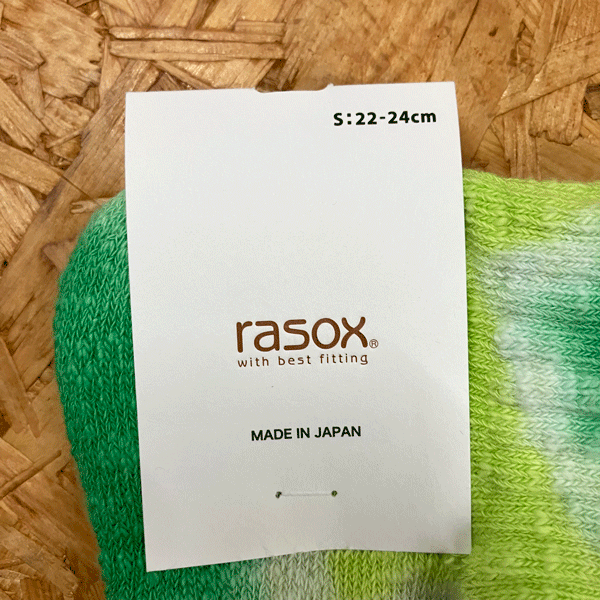 S:22-24cm
rasox®
with best fitting
MADE IN JAPAN